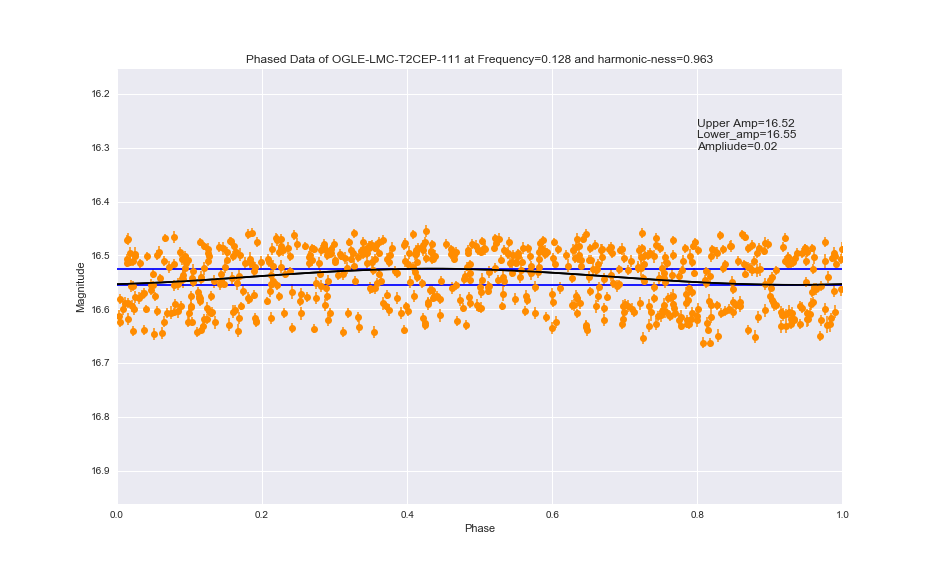 Phased Data of OGLE-LMC-T2CEP-111 at Frequency=0.128 and harmonic-ness=0.963
16.2
Upper Amp=16.52
Lower_amp=16.55
Ampliude=0.02
16.3
16.4
16.5
Magnitude
16.6
16.7
16.8
16.9
0.0 0.2 0.4 0.6 0.8 1.0
Phase